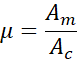 μ = A_m / A_c